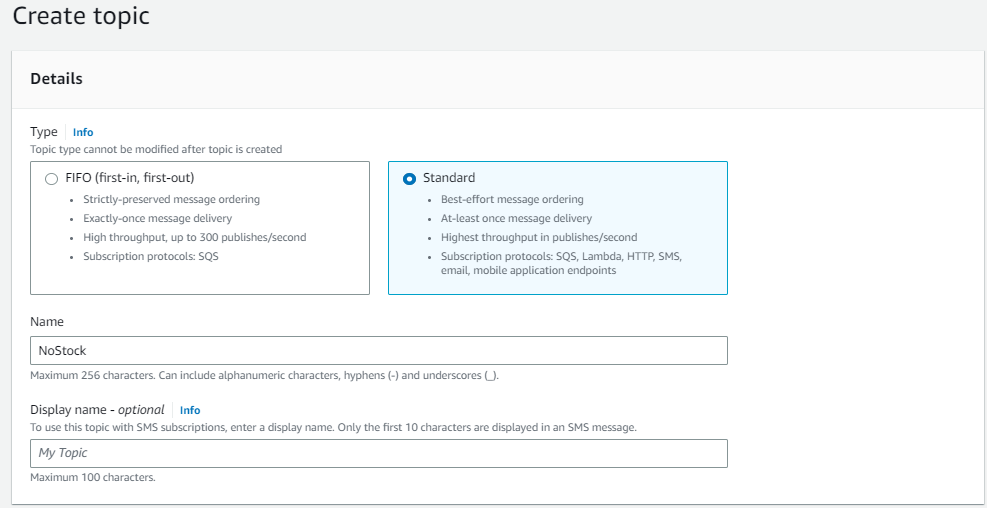 Create topic
Details
Type Info
Topic type cannot be modified after topic is created
FIFO (first-in, first-out)
• Strictly-preserved message ordering
• Exactly-once message delivery
• High throughput, up to 300 publishes/second
• Subscription protocols: SQS
Standard
• Best-effort message ordering
• At-least once message delivery
• Highest throughput in publishes/second
• Subscription protocols: SQS, Lambda, HTTP, SMS,
email, mobile application endpoints
Name
NoStock
Maximum 256 characters. Can include alphanumeric characters, hyphens (-) and underscores (_).
Display name - optional Info
To use this topic with SMS subscriptions, enter a display name. Only the first 10 characters are displayed in an SMS message.
My Topic
Maximum 100 characters.